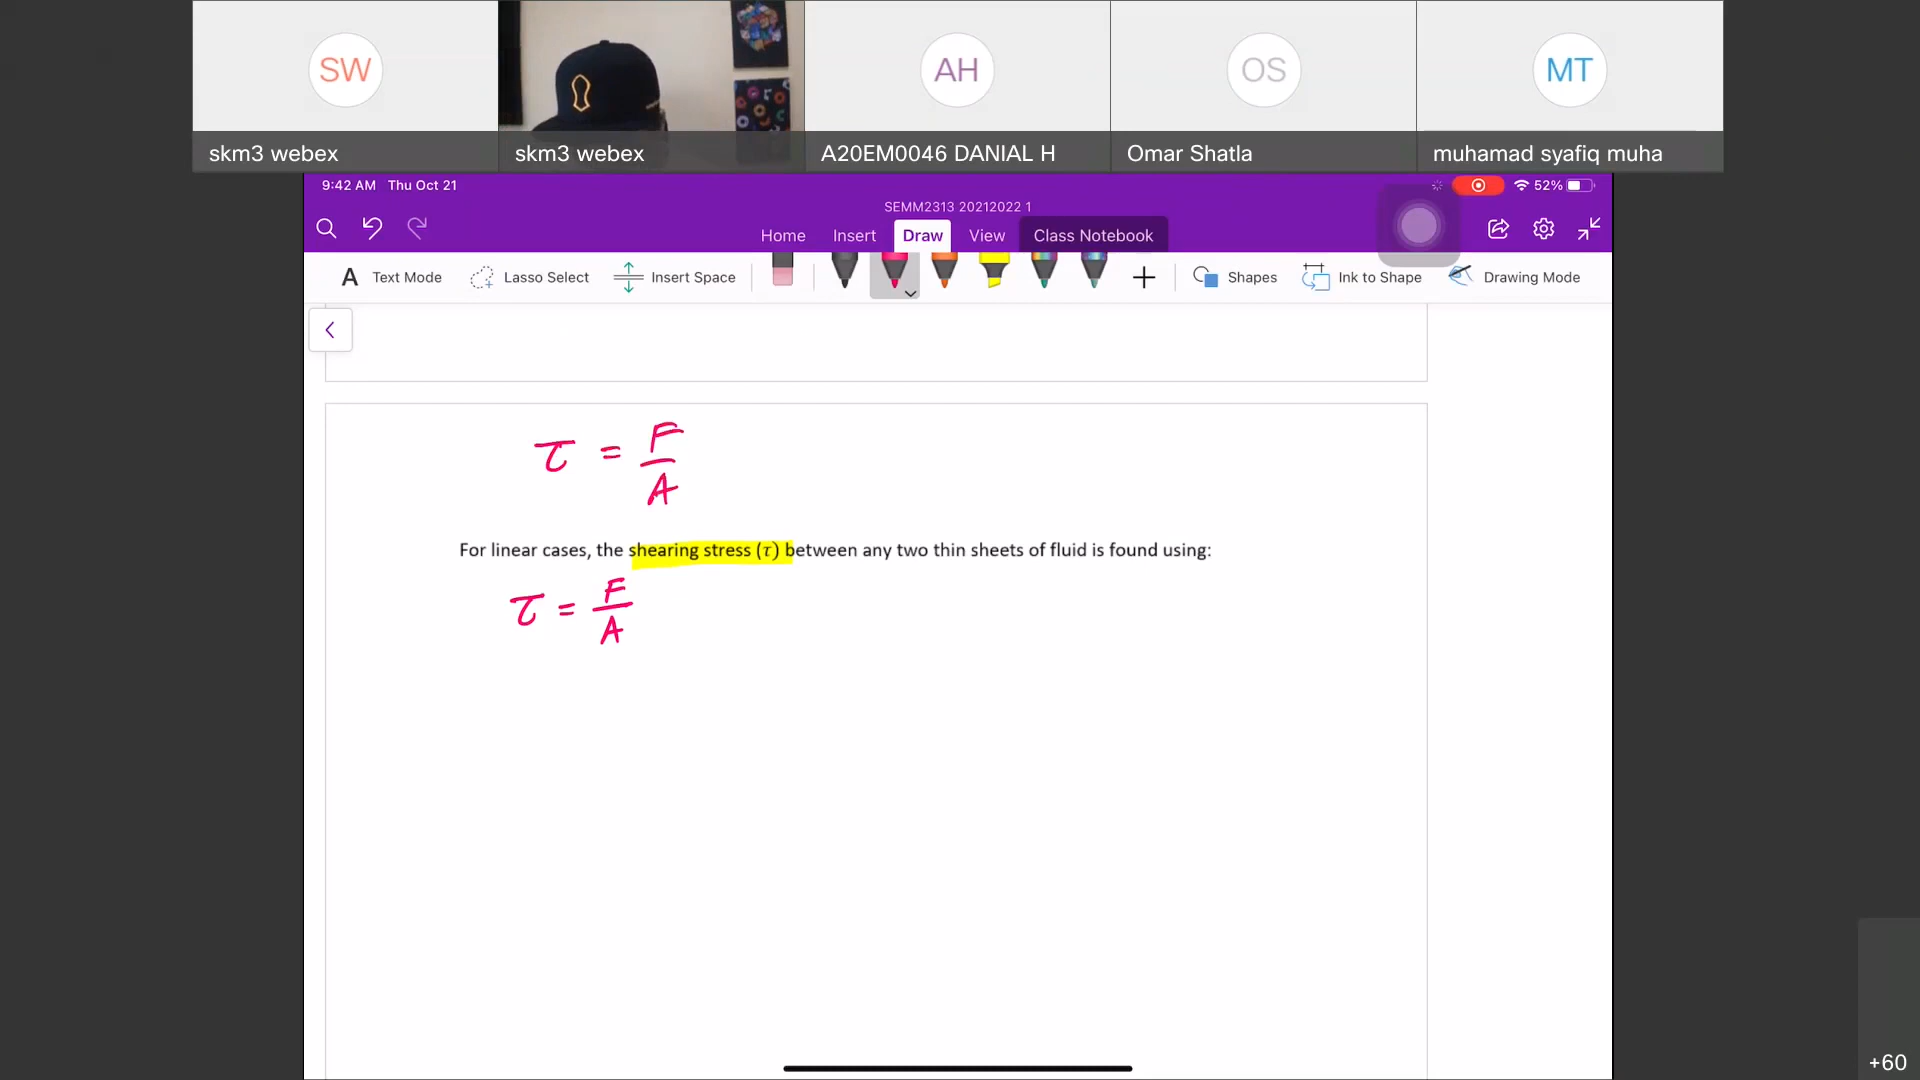 SW
AH
OS
MT
skm3 webex
skm3 webex
A20EM0046 DANIAL H
Omar Shatla
muhamad syafiq muha
9:42 AM Thu Oct 21
52%
SEMM2313 20212022 1
Home Insert Draw View Class Notebook
A Text Mode Lasso Select Insert Space Shapes Ink to Shape Drawing Mode
τ = F/A
For linear cases, the shearing stress (τ) between any two thin sheets of fluid is found using:
τ = F/A
+60